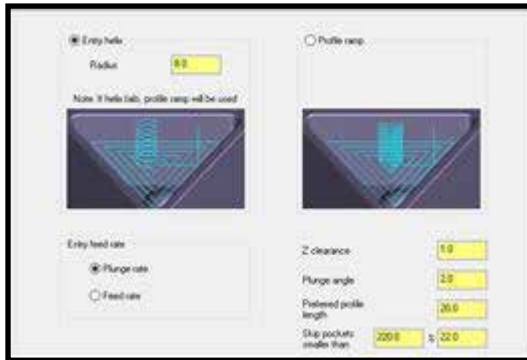 Entry helix
Profile ramp
Radius 8.0
Note: If helix fails, profile ramp will be used
Entry feed rate
Plunge rate
Feed rate
Z clearance 1.0
Plunge angle 2.0
Preferred profile length 20.0
Skip pockets smaller than 220.0 22.0